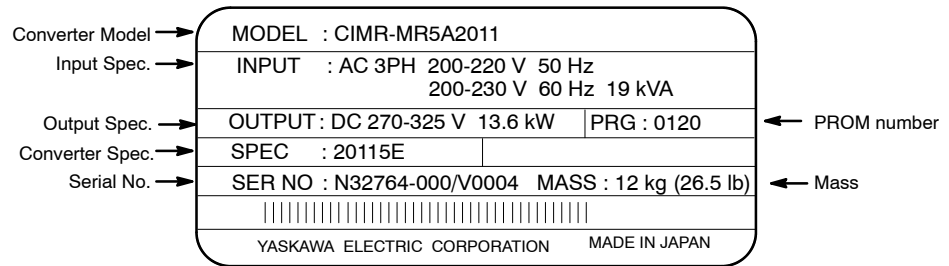 Converter Model MODEL : CIMR-MR5A2011
Input Spec. INPUT : AC 3PH 200-220 V 50 Hz
200-230 V 60 Hz 19 kVA
Output Spec. OUTPUT : DC 270-325 V 13.6 kW PRG : 0120 PROM number
Converter Spec. SPEC : 20115E
Serial No. SER NO : N32764-000/V0004 MASS : 12 kg (26.5 lb) Mass
YASKAWA ELECTRIC CORPORATION MADE IN JAPAN